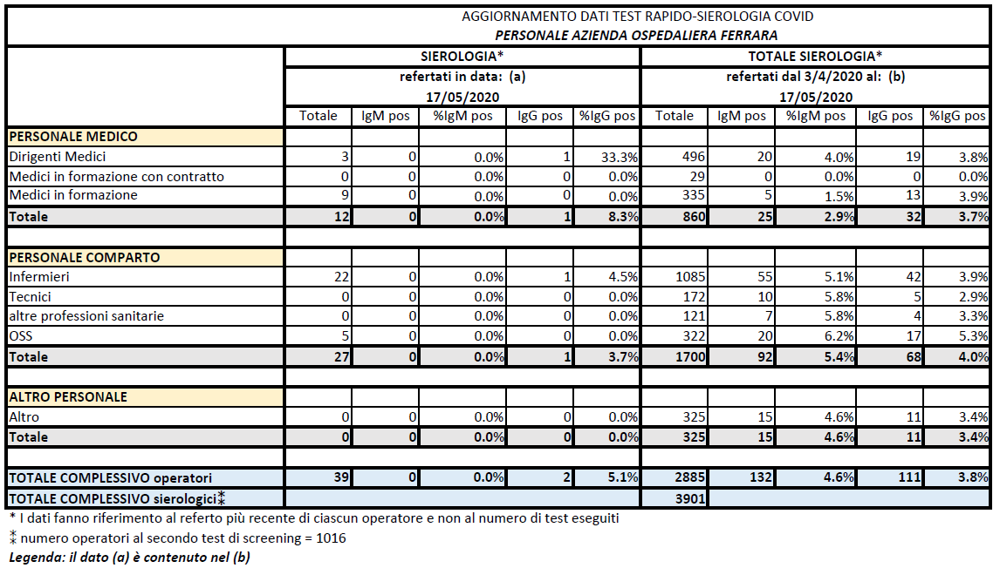 AGGIORNAMENTO DATI TEST RAPIDO-SIEROLOGIA COVID
PERSONALE AZIENDA OSPEDALIERA FERRARA
SIEROLOGIA* TOTALE SIEROLOGIA*
refertati in data: (a) refertati dal 3/4/2020 al: (b)
17/05/2020 17/05/2020
Totale IgM pos %IgM pos IgG pos %IgG pos Totale IgM pos %IgM pos IgG pos %IgG pos
PERSONALE MEDICO
Dirigenti Medici 3 0 0.0% 1 33.3% 496 20 4.0% 19 3.8%
Medici in formazione con contratto 0 0 0.0% 0 0.0% 29 0 0.0% 0 0.0%
Medici in formazione 9 0 0.0% 0 0.0% 335 5 1.5% 13 3.9%
Totale 12 0 0.0% 1 8.3% 860 25 2.9% 32 3.7%
PERSONALE COMPARTO
Infermieri 22 0 0.0% 1 4.5% 1085 55 5.1% 42 3.9%
Tecnici 0 0 0.0% 0 0.0% 172 10 5.8% 5 2.9%
altre professioni sanitarie 0 0 0.0% 0 0.0% 121 7 5.8% 4 3.3%
OSS 5 0 0.0% 0 0.0% 322 20 6.2% 17 5.3%
Totale 27 0 0.0% 1 3.7% 1700 92 5.4% 68 4.0%
ALTRO PERSONALE
Altro 0 0 0.0% 0 0.0% 325 15 4.6% 11 3.4%
Totale 0 0 0.0% 0 0.0% 325 15 4.6% 11 3.4%
TOTALE COMPLESSIVO operatori 39 0 0.0% 2 5.1% 2885 132 4.6% 111 3.8%
TOTALE COMPLESSIVO sierologici⁑ 3901
* I dati fanno riferimento al referto più recente di ciascun operatore e non al numero di test eseguiti
⁑ numero operatori al secondo test di screening = 1016
Legenda: il dato (a) è contenuto nel (b)